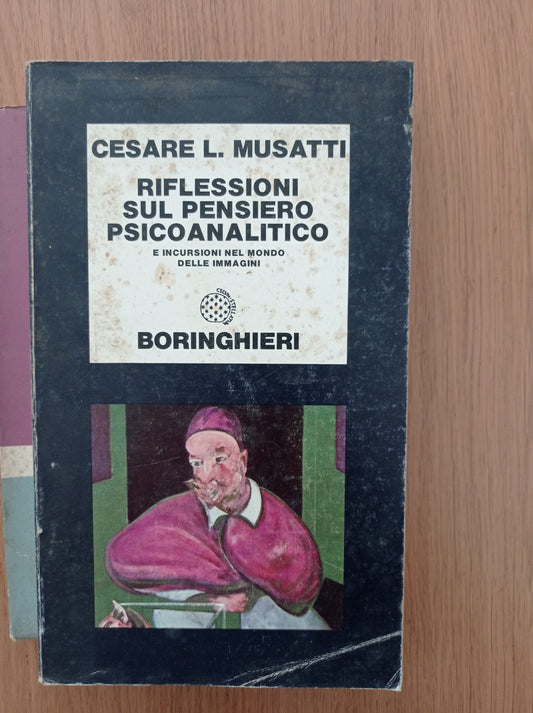 CESARE L. MUSATTI
RIFLESSIONI
SUL PENSIERO
PSICOANALITICO
E INCURSIONI NEL MONDO
DELLE IMMAGINI
BORINGHIERI